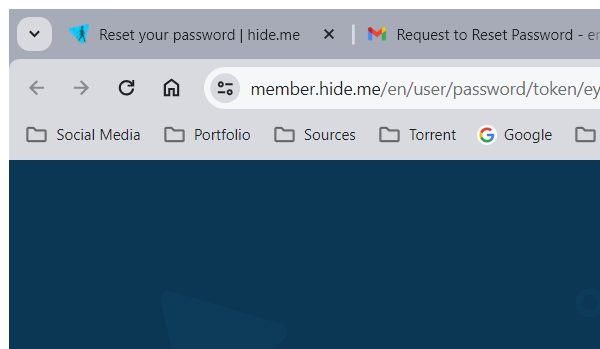 Reset your password | hide.me
Request to Reset Password - er
member.hide.me/en/user/password/token/ey
Social Media Portfolio Sources Torrent Google